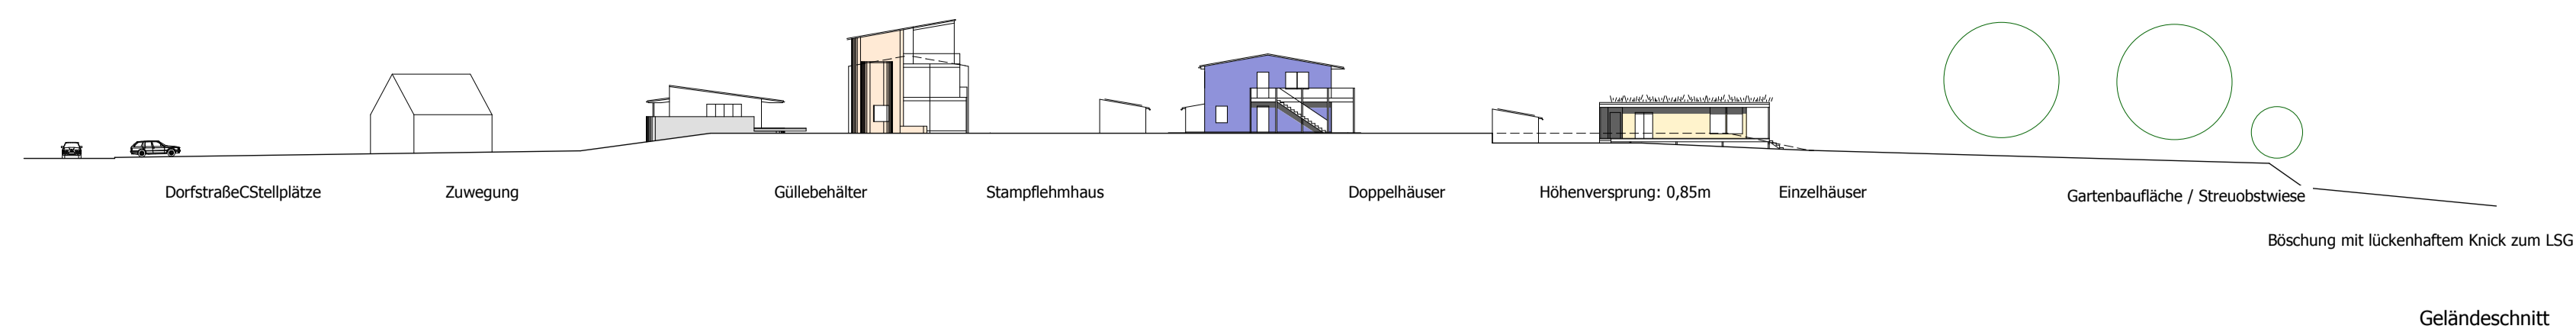 DorfstraßeCStellplätze Zuwegung Güllebehälter Stampflehmhaus Doppelhäuser Höhenversprung: 0,85m Einzelhäuser Gartenbaufläche / Streuobstwiese
Böschung mit lückenhaftem Knick zum LSG
Geländeschnitt